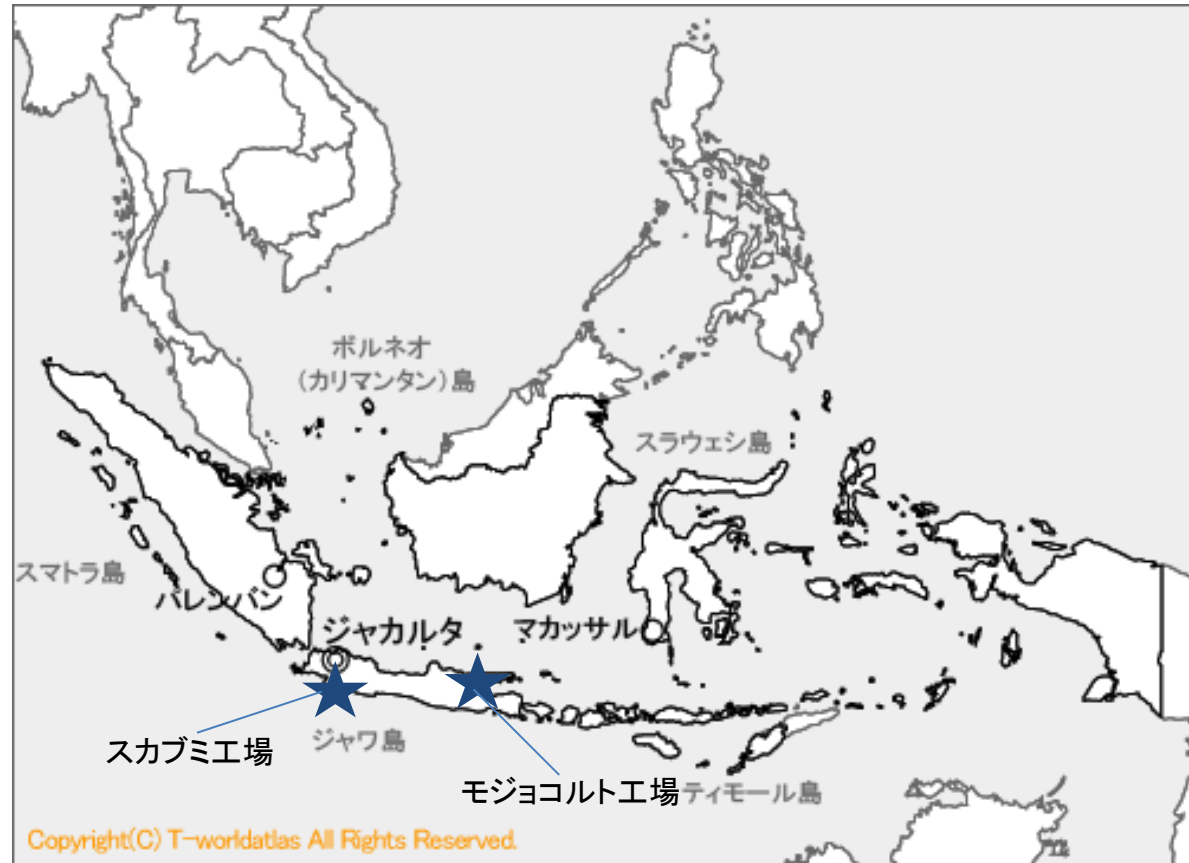 ボルネオ
（カリマンタン）島
スラウェシ島
スマトラ島
パレンバン
ジャカルタ
マカッサル
スカブミ工場
ジャワ島
モジョコルト工場
ティモール島
Copyright(C) T-worldatlas All Rights Reserved.